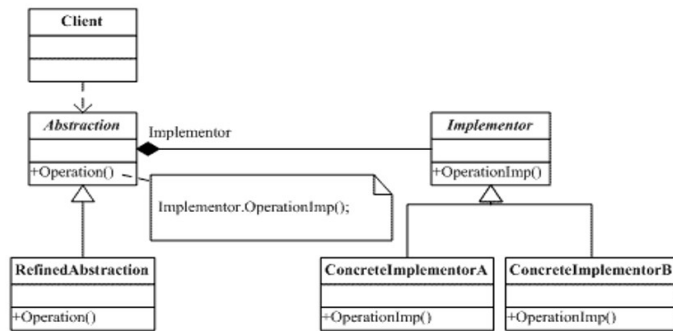 Client
Abstraction
Implementor
Implementor
+Operation()
+OperationImp()
Implementor.OperationImp();
RefinedAbstraction
ConcreteImplementorA
ConcreteImplementorB
+Operation()
+OperationImp()
+OperationImp()